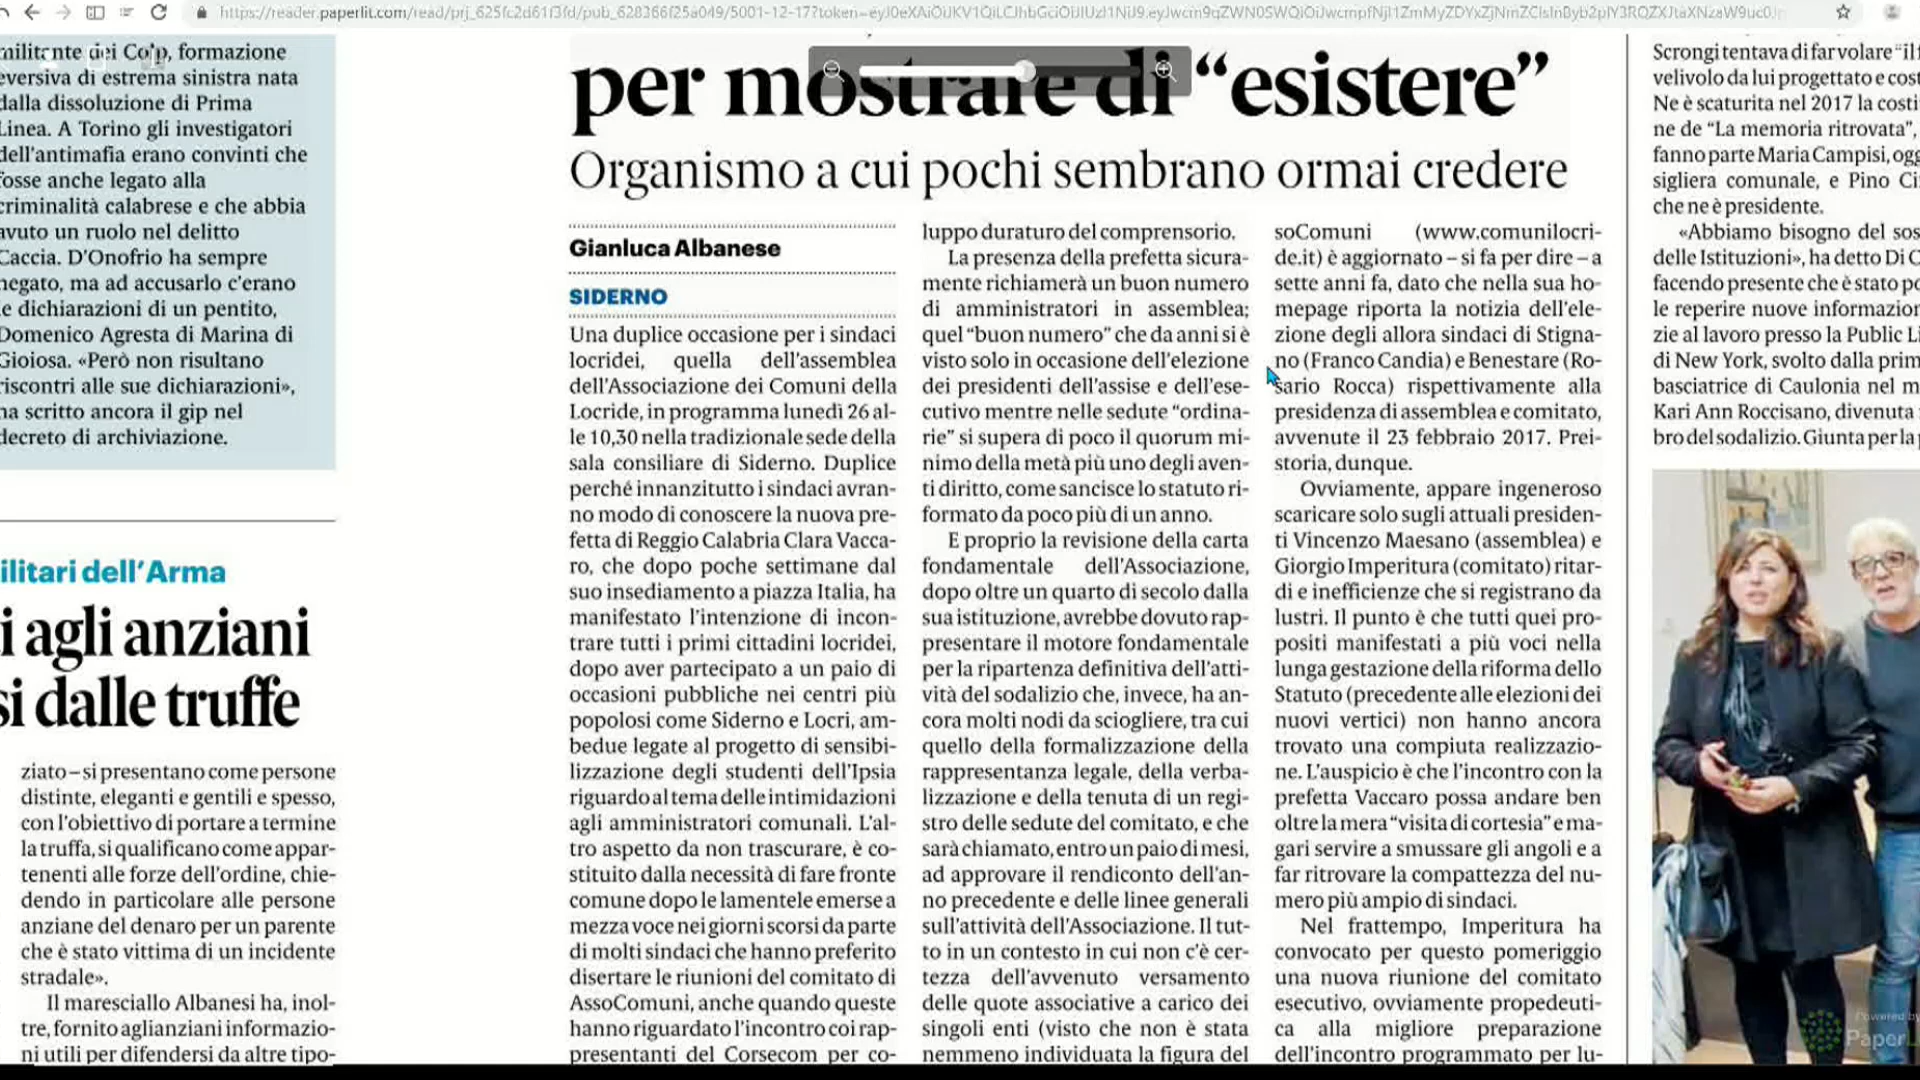 https://reader.paperlit.com/read/prj_625fc2d61f3fd/pub_628366f25a049/5001-12-17?token=
militante dei Colp, formazione
eversiva di estrema sinistra nata
dalla dissoluzione di Prima
Linea. A Torino gli investigatori
dell'antimafia erano convinti che
fosse anche legato alla
criminalità calabrese e che abbia
avuto un ruolo nel delitto
Caccia. D'Onofrio ha sempre
negato, ma ad accusarlo c'erano
le dichiarazioni di un pentito,
Domenico Agresta di Marina di
Gioiosa. «Però non risultano
riscontri alle sue dichiarazioni»,
ha scritto ancora il gip nel
decreto di archiviazione.
ilitari dell'Arma
i agli anziani
si dalle truffe
ziato – si presentano come persone
distinte, eleganti e gentili e spesso,
con l'obiettivo di portare a termine
la truffa, si qualificano come appar-
tenenti alle forze dell'ordine, chie-
dendo in particolare alle persone
anziane del denaro per un parente
che è stato vittima di un incidente
stradale».
Il maresciallo Albanesi ha, inol-
tre, fornito aglianziani informazio-
ni utili per difendersi da altre tipo-
per mostrare di “esistere”
Organismo a cui pochi sembrano ormai credere
Gianluca Albanese
SIDERNO
Una duplice occasione per i sindaci
locridei, quella dell'assemblea
dell'Associazione dei Comuni della
Locride, in programma lunedì 26 al-
le 10,30 nella tradizionale sede della
sala consiliare di Siderno. Duplice
perché innanzitutto i sindaci avran-
no modo di conoscere la nuova pre-
fetta di Reggio Calabria Clara Vacca-
ro, che dopo poche settimane dal
suo insediamento a piazza Italia, ha
manifestato l'intenzione di incon-
trare tutti i primi cittadini locridei,
dopo aver partecipato a un paio di
occasioni pubbliche nei centri più
popolosi come Siderno e Locri, am-
bedue legate al progetto di sensibi-
lizzazione degli studenti dell'Ipsia
riguardo al tema delle intimidazioni
agli amministratori comunali. L'al-
tro aspetto da non trascurare, è co-
stituito dalla necessità di fare fronte
comune dopo le lamentele emerse a
mezza voce nei giorni scorsi da parte
di molti sindaci che hanno preferito
disertare le riunioni del comitato di
AssoComuni, anche quando queste
hanno riguardato l'incontro coi rap-
presentanti del Corsecom per co-
luppo duraturo del comprensorio.
La presenza della prefetta sicura-
mente richiamerà un buon numero
di amministratori in assemblea;
quel “buon numero” che da anni si è
visto solo in occasione dell'elezione
dei presidenti dell'assise e dell'ese-
cutivo mentre nelle sedute “ordina-
rie” si supera di poco il quorum mi-
nimo della metà più uno degli aven-
ti diritto, come sancisce lo statuto ri-
formato da poco più di un anno.
E proprio la revisione della carta
fondamentale dell'Associazione,
dopo oltre un quarto di secolo dalla
sua istituzione, avrebbe dovuto rap-
presentare il motore fondamentale
per la ripartenza definitiva dell'atti-
vità del sodalizio che, invece, ha an-
cora molti nodi da sciogliere, tra cui
quello della formalizzazione della
rappresentanza legale, della verba-
lizzazione e della tenuta di un regi-
stro delle sedute del comitato, e che
sarà chiamato, entro un paio di mesi,
ad approvare il rendiconto dell'an-
no precedente e delle linee generali
sull'attività dell'Associazione. Il tut-
to in un contesto in cui non c'è cer-
tezza dell'avvenuto versamento
delle quote associative a carico dei
singoli enti (visto che non è stata
nemmeno individuata la figura del
soComuni (www.comunilocri-
de.it) è aggiornato – si fa per dire – a
sette anni fa, dato che nella sua ho-
mepage riporta la notizia dell'ele-
zione degli allora sindaci di Stigna-
no (Franco Candia) e Benestare (Ro-
sario Rocca) rispettivamente alla
presidenza di assemblea e comitato,
avvenute il 23 febbraio 2017. Prei-
storia, dunque.
Ovviamente, appare ingeneroso
scaricare solo sugli attuali presiden-
ti Vincenzo Maesano (assemblea) e
Giorgio Imperitura (comitato) ritar-
di e inefficienze che si registrano da
lustri. Il punto è che tutti quei pro-
positi manifestati a più voci nella
lunga gestazione della riforma dello
Statuto (precedente alle elezioni dei
nuovi vertici) non hanno ancora
trovato una compiuta realizzazio-
ne. L'auspicio è che l'incontro con la
prefetta Vaccaro possa andare ben
oltre la mera “visita di cortesia” e ma-
gari servire a smussare gli angoli e a
far ritrovare la compattezza del nu-
mero più ampio di sindaci.
Nel frattempo, Imperitura ha
convocato per questo pomeriggio
una nuova riunione del comitato
esecutivo, ovviamente propedeuti-
ca alla migliore preparazione
dell'incontro programmato per lu-
Scrongi tentava di far volare “il f
velivolo da lui progettato e cost
Ne è scaturita nel 2017 la costi
ne de “La memoria ritrovata”,
fanno parte Maria Campisi, ogg
sigliera comunale, e Pino Ci
che ne è presidente.
«Abbiamo bisogno del sos
delle Istituzioni», ha detto Di C
facendo presente che è stato po
le reperire nuove informazion
zie al lavoro presso la Public Li
di New York, svolto dalla prim
basciatrice di Caulonia nel m
Kari Ann Roccisano, divenuta
bro del sodalizio. Giunta per la p
Powered by
Paper